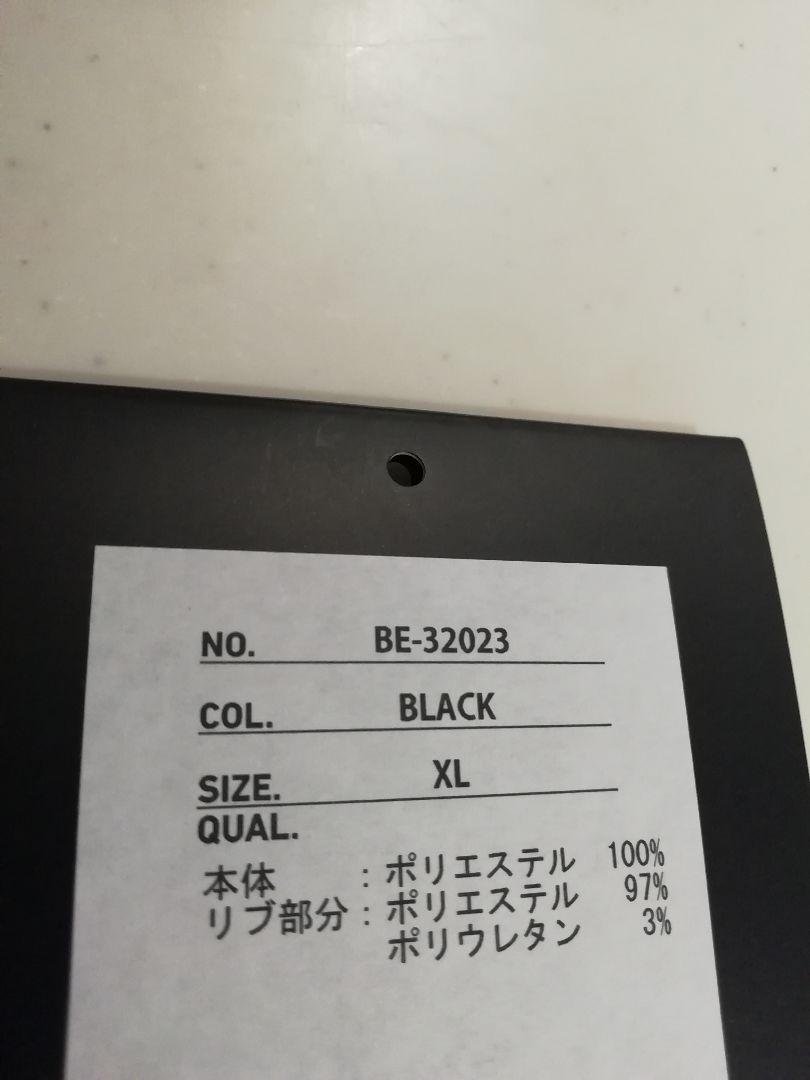 NO. BE-32023
COL. BLACK
SIZE. XL
QUAL.
本体 : ポリエステル 100%
リブ部分 : ポリエステル 97%
ポリウレタン 3%